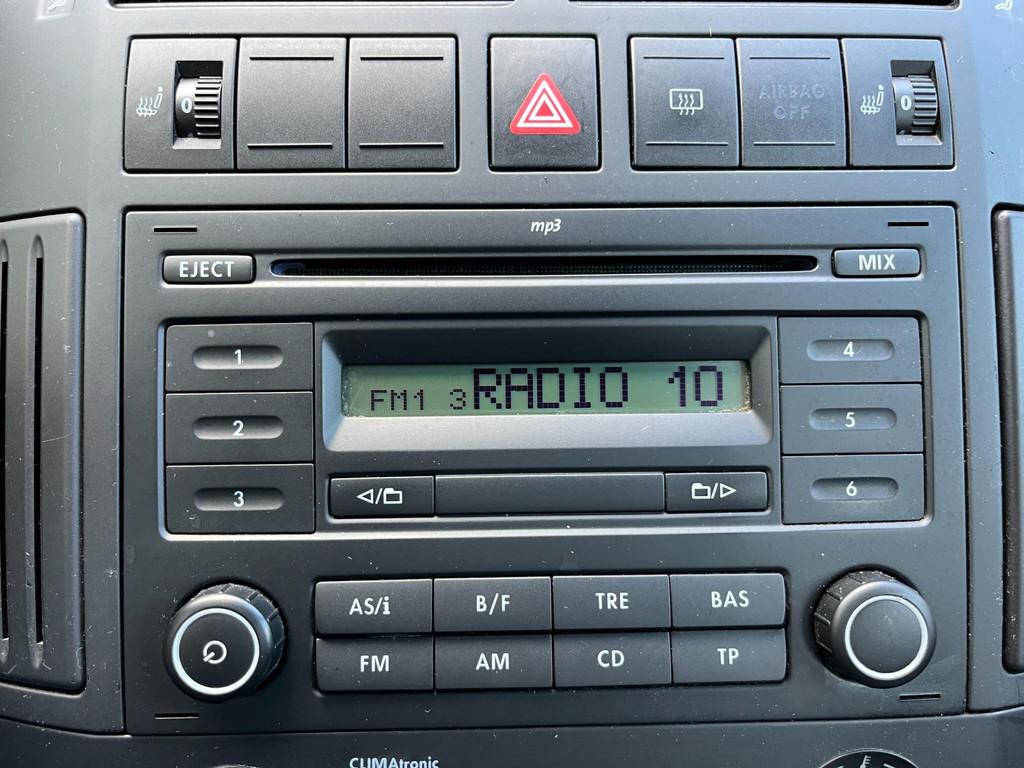 0 AIRBAG 0
OFF
mp3
EJECT MIX
1 4
FM1 3 RADIO 10
2 5
3 6
AS/i B/F TRE BAS
FM AM CD TP
CLIMAtronic
E